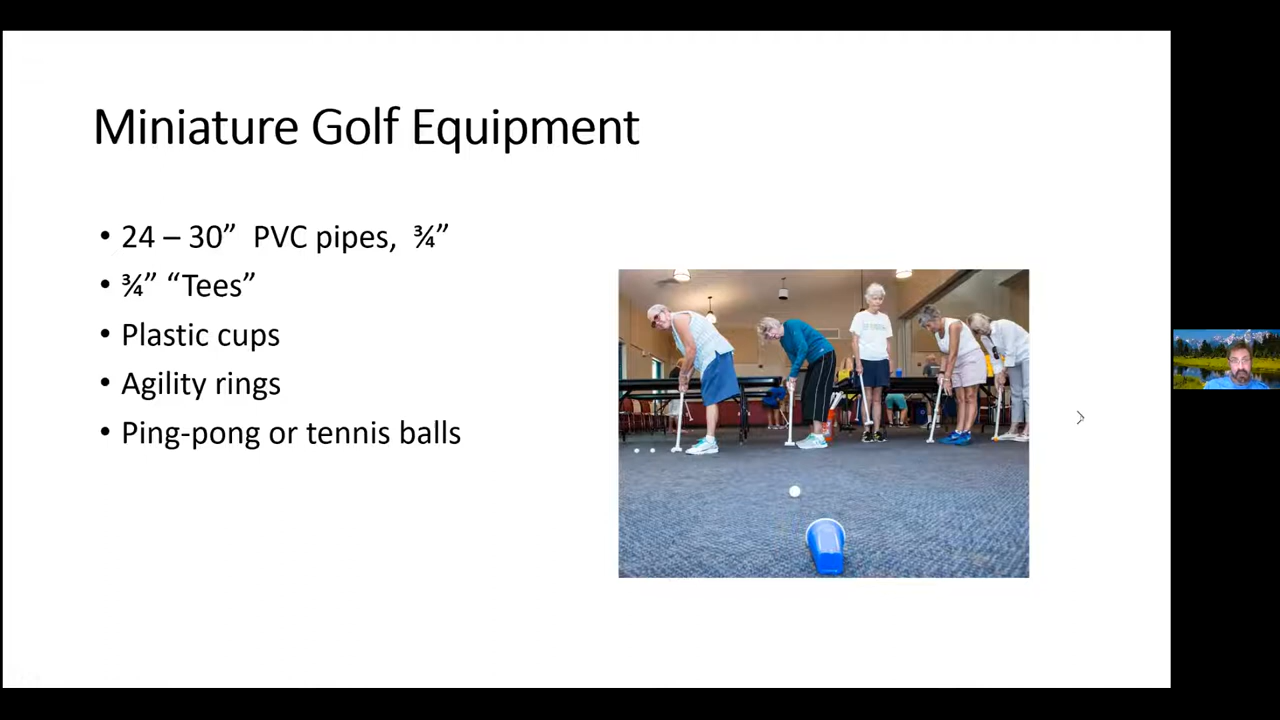 Miniature Golf Equipment
• 24 – 30” PVC pipes, ¾”
• ¾” “Tees”
• Plastic cups
• Agility rings
• Ping-pong or tennis balls